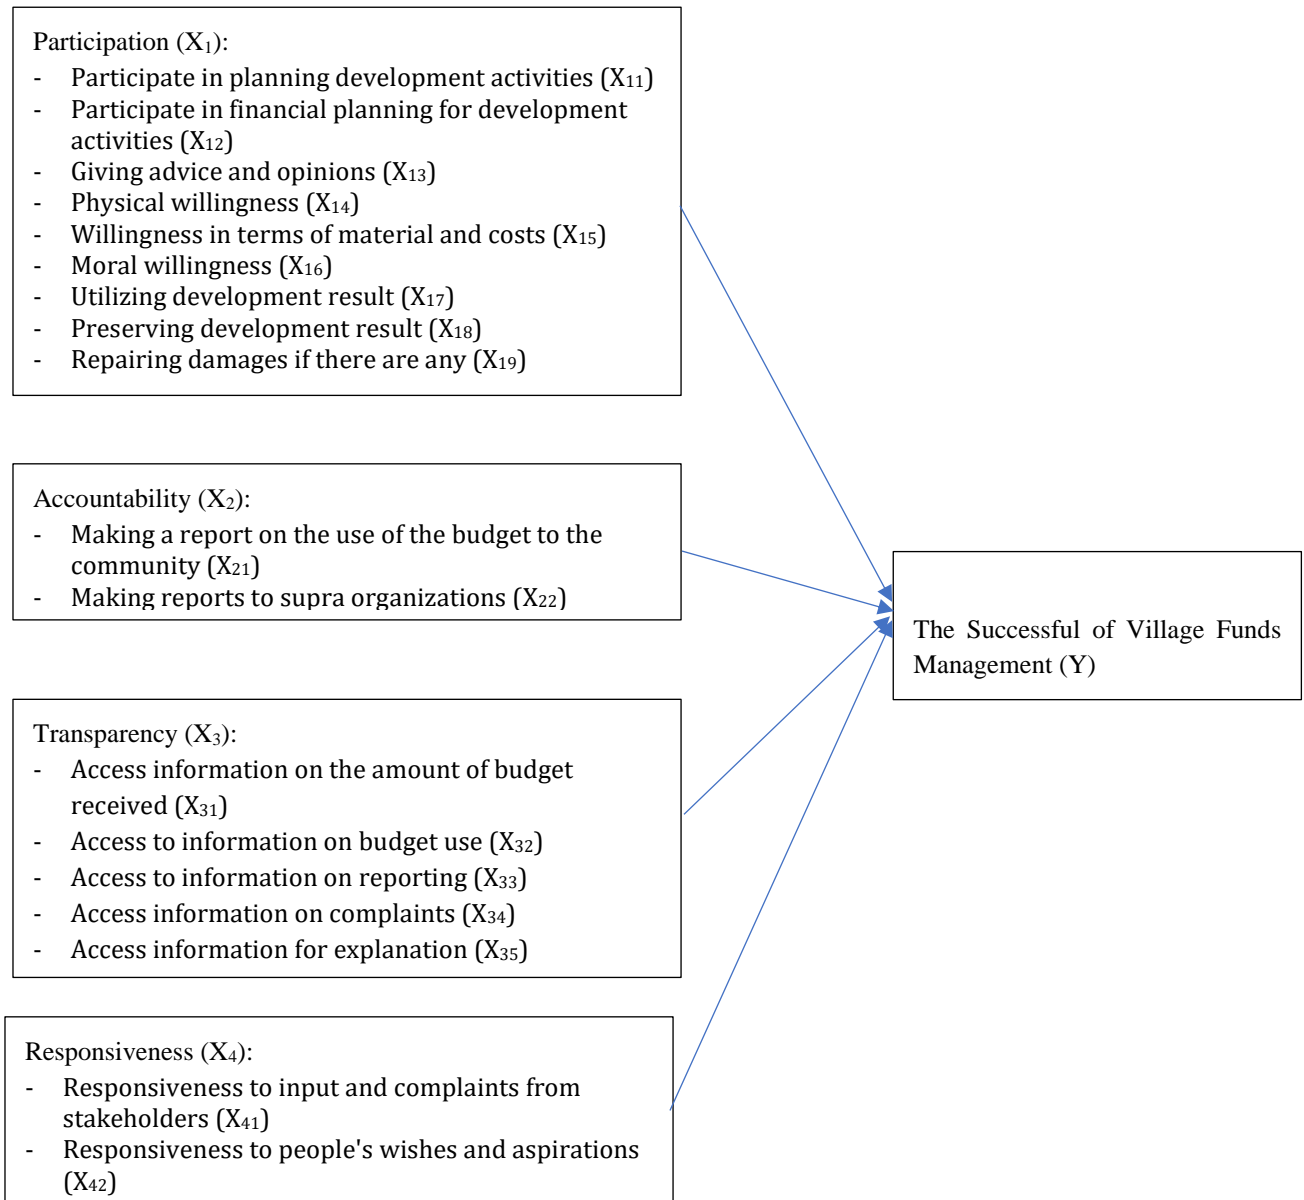 Participation (X₁):
- Participate in planning development activities (X₁₁)
- Participate in financial planning for development
activities (X₁₂)
- Giving advice and opinions (X₁₃)
- Physical willingness (X₁₄)
- Willingness in terms of material and costs (X₁₅)
- Moral willingness (X₁₆)
- Utilizing development result (X₁₇)
- Preserving development result (X₁₈)
- Repairing damages if there are any (X₁₉)
Accountability (X₂):
- Making a report on the use of the budget to the
community (X₂₁)
- Making reports to supra organizations (X₂₂)
Transparency (X₃):
- Access information on the amount of budget
received (X₃₁)
- Access to information on budget use (X₃₂)
- Access to information on reporting (X₃₃)
- Access information on complaints (X₃₄)
- Access information for explanation (X₃₅)
Responsiveness (X₄):
- Responsiveness to input and complaints from
stakeholders (X₄₁)
- Responsiveness to people's wishes and aspirations
(X₄₂)
The Successful of Village Funds
Management (Y)